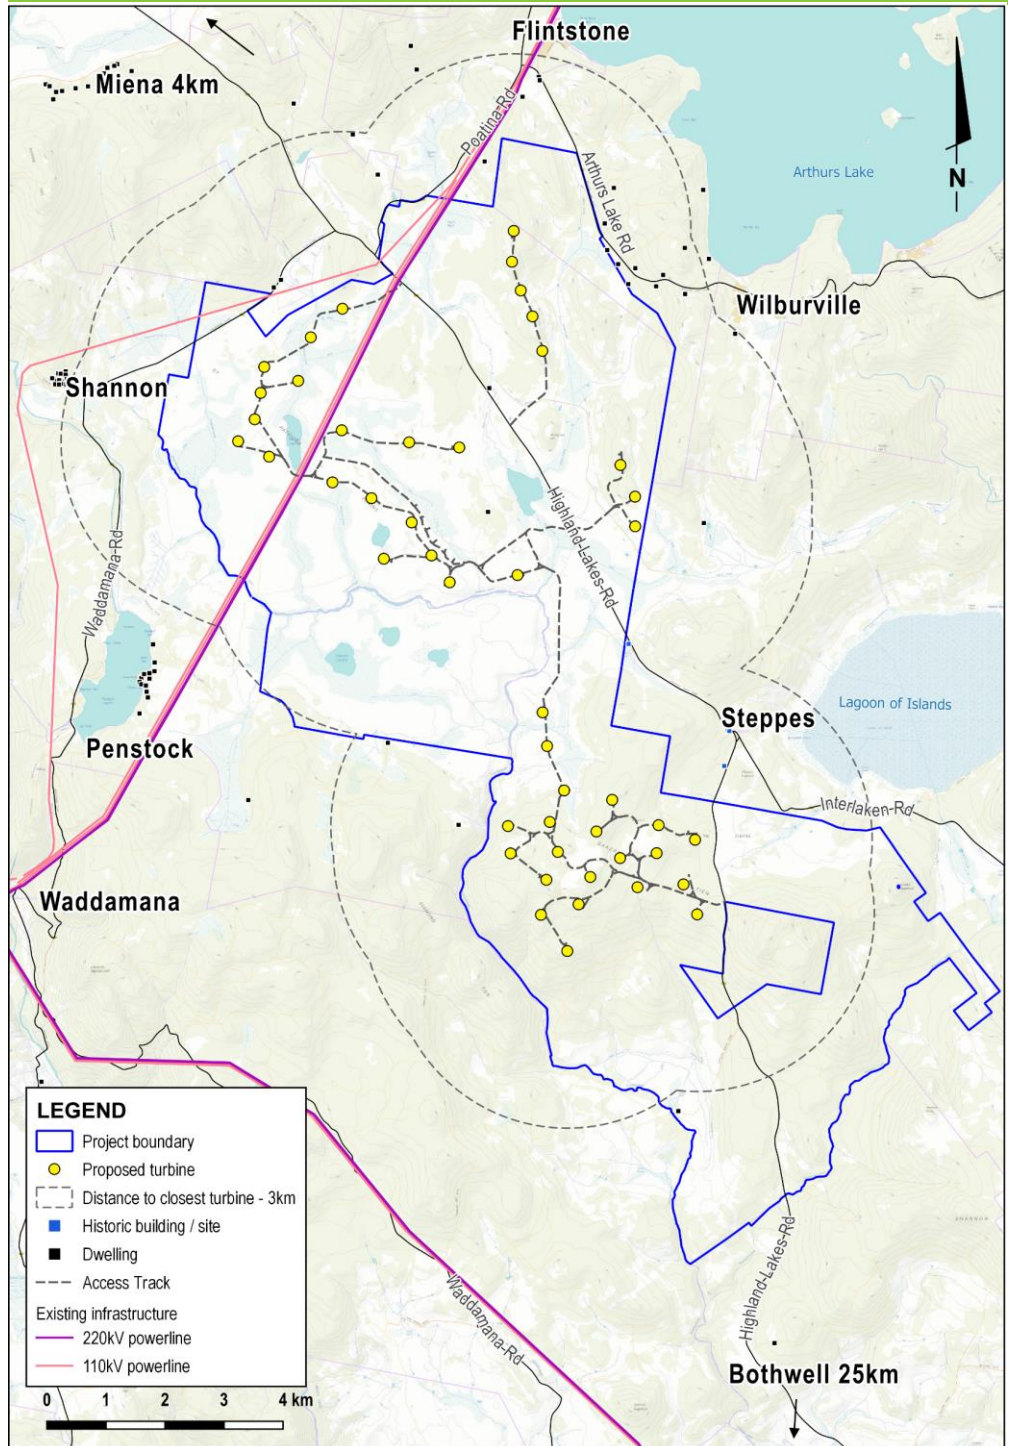 Flintstone
Miena 4km
Poatina-Rd
Arthurs Lake Rd
Arthurs Lake
N
Wilburville
Shannon
Highland-Lakes-Rd
Waddamana-Rd
Lagoon of Islands
Steppes
Penstock
Interlaken-Rd
Waddamana
LEGEND
Project boundary
Proposed turbine
Distance to closest turbine - 3km
Historic building / site
Dwelling
Access Track
Existing infrastructure
220kV powerline
110kV powerline
0 1 2 3 4 km
Waddamana-Rd
Highland-Lakes-Rd
Bothwell 25km